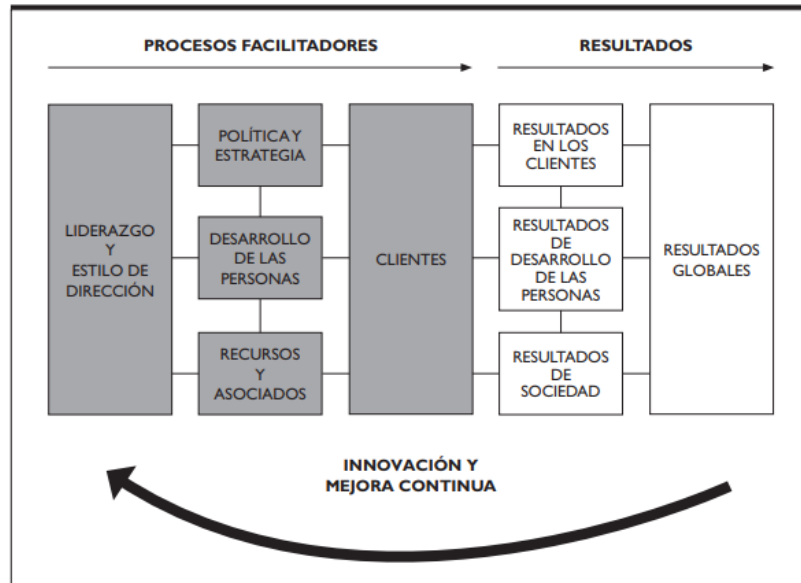 PROCESOS FACILITADORES
RESULTADOS
LIDERAZGO
Y
ESTILO DE
DIRECCIÓN
POLÍTICA Y
ESTRATEGIA
DESARROLLO
DE LAS
PERSONAS
RECURSOS
Y
ASOCIADOS
CLIENTES
RESULTADOS
EN LOS
CLIENTES
RESULTADOS
DE
DESARROLLO
DE LAS
PERSONAS
RESULTADOS
DE
SOCIEDAD
RESULTADOS
GLOBALES
INNOVACIÓN Y
MEJORA CONTINUA